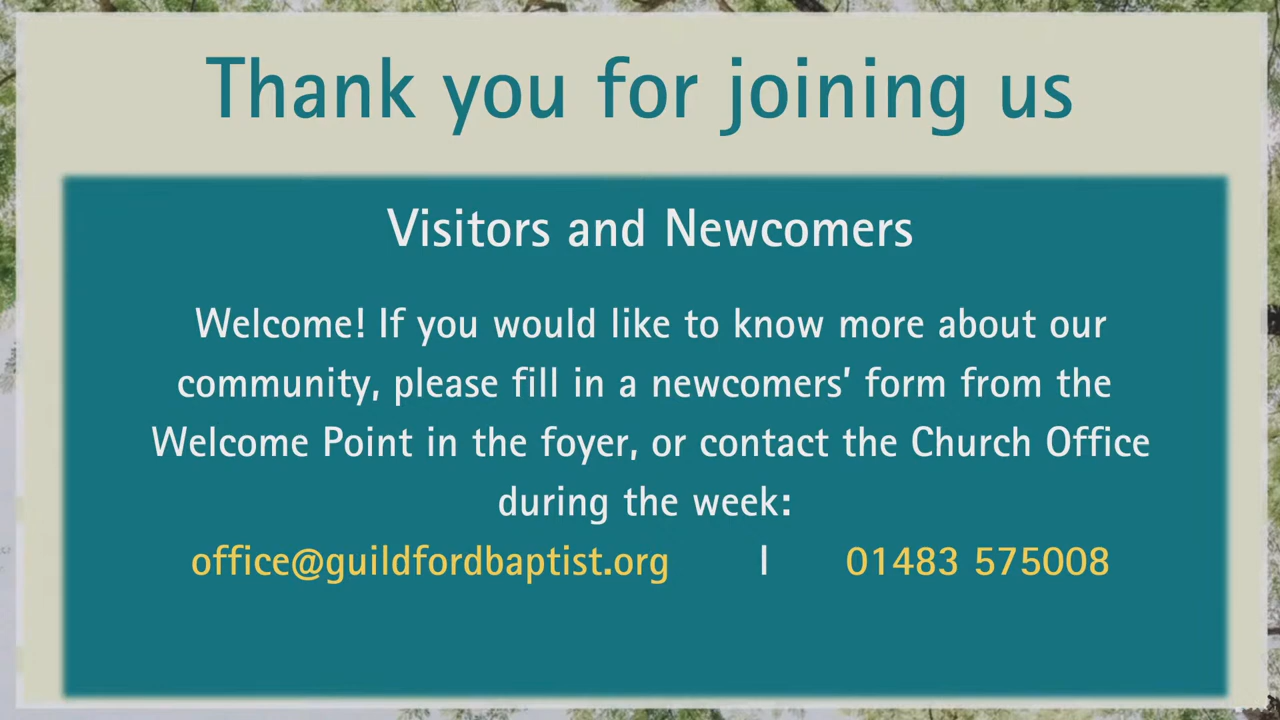 Thank you for joining us
Visitors and Newcomers
Welcome! If you would like to know more about our
community, please fill in a newcomers’ form from the
Welcome Point in the foyer, or contact the Church Office
during the week:
office@guildfordbaptist.org | 01483 575008